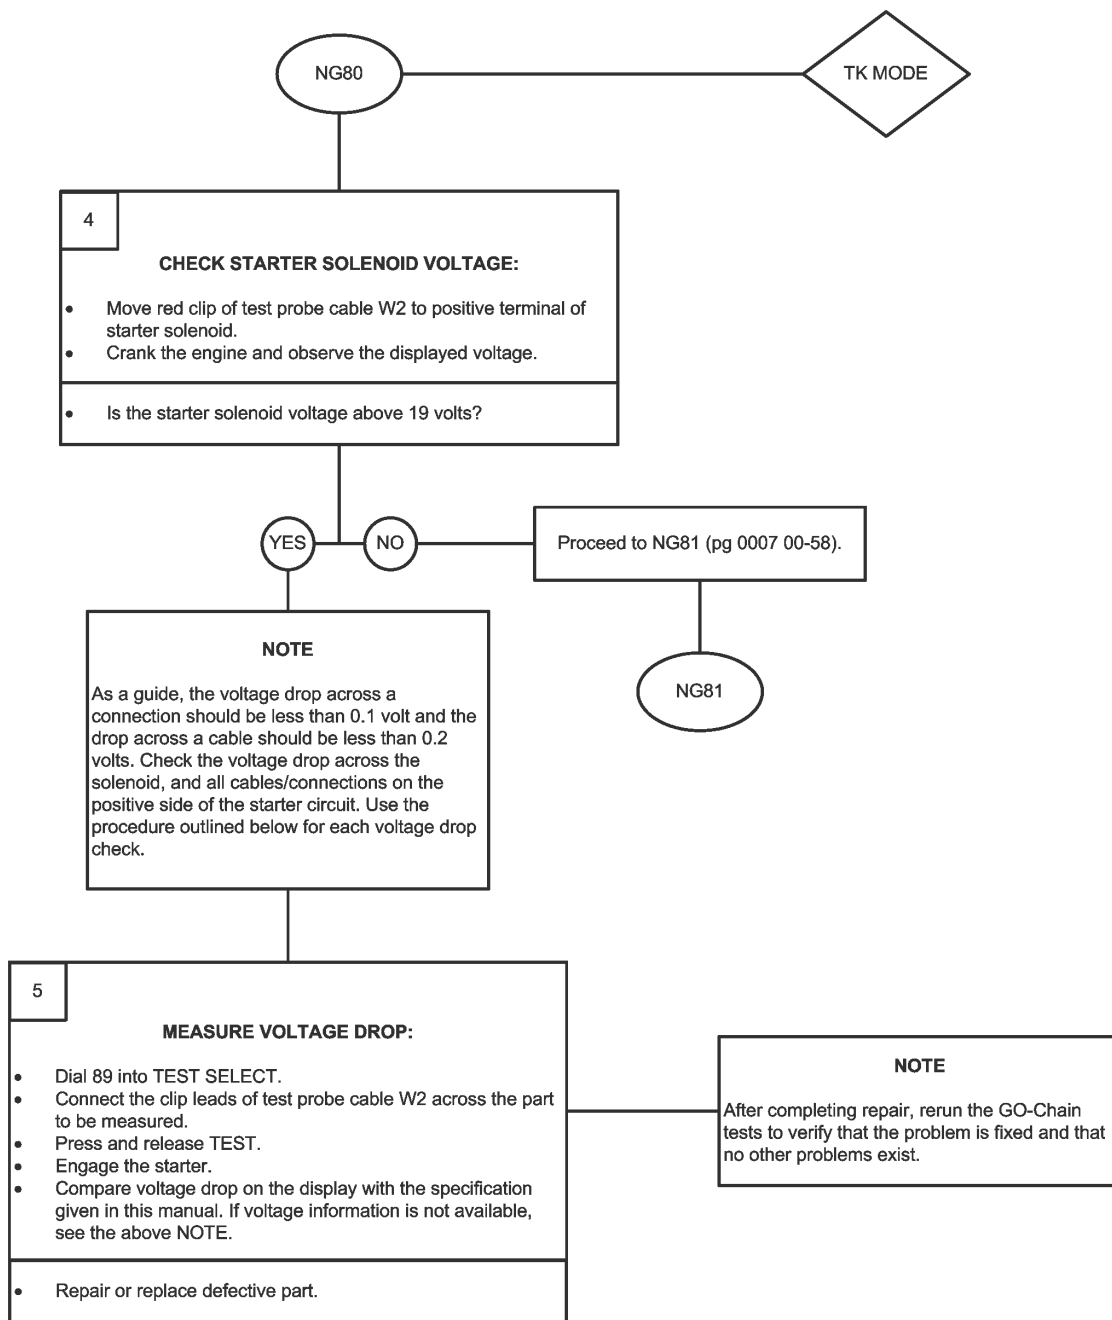 NG80
TK MODE
4
CHECK STARTER SOLENOID VOLTAGE:
• Move red clip of test probe cable W2 to positive terminal of
starter solenoid.
• Crank the engine and observe the displayed voltage.
• Is the starter solenoid voltage above 19 volts?
YES
NO
Proceed to NG81 (pg 0007 00-58).
NG81
NOTE
As a guide, the voltage drop across a
connection should be less than 0.1 volt and the
drop across a cable should be less than 0.2
volts. Check the voltage drop across the
solenoid, and all cables/connections on the
positive side of the starter circuit. Use the
procedure outlined below for each voltage drop
check.
5
MEASURE VOLTAGE DROP:
• Dial 89 into TEST SELECT.
• Connect the clip leads of test probe cable W2 across the part
to be measured.
• Press and release TEST.
• Engage the starter.
• Compare voltage drop on the display with the specification
given in this manual. If voltage information is not available,
see the above NOTE.
• Repair or replace defective part.
NOTE
After completing repair, rerun the GO-Chain
tests to verify that the problem is fixed and that
no other problems exist.